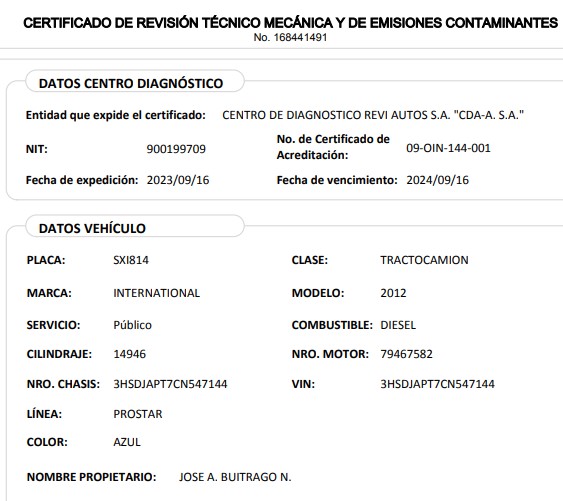 CERTIFICADO DE REVISIÓN TÉCNICO MECÁNICA Y DE EMISIONES CONTAMINANTES
No. 168441491
DATOS CENTRO DIAGNÓSTICO
Entidad que expide el certificado: CENTRO DE DIAGNOSTICO REVI AUTOS S.A. "CDA-A. S.A."
NIT: 900199709 No. de Certificado de Acreditación: 09-OIN-144-001
Fecha de expedición: 2023/09/16 Fecha de vencimiento: 2024/09/16
DATOS VEHÍCULO
PLACA: SXI814 CLASE: TRACTOCAMION
MARCA: INTERNATIONAL MODELO: 2012
SERVICIO: Público COMBUSTIBLE: DIESEL
CILINDRAJE: 14946 NRO. MOTOR: 79467582
NRO. CHASIS: 3HSDJAPT7CN547144 VIN: 3HSDJAPT7CN547144
LÍNEA: PROSTAR
COLOR: AZUL
NOMBRE PROPIETARIO: JOSE A. BUITRAGO N.